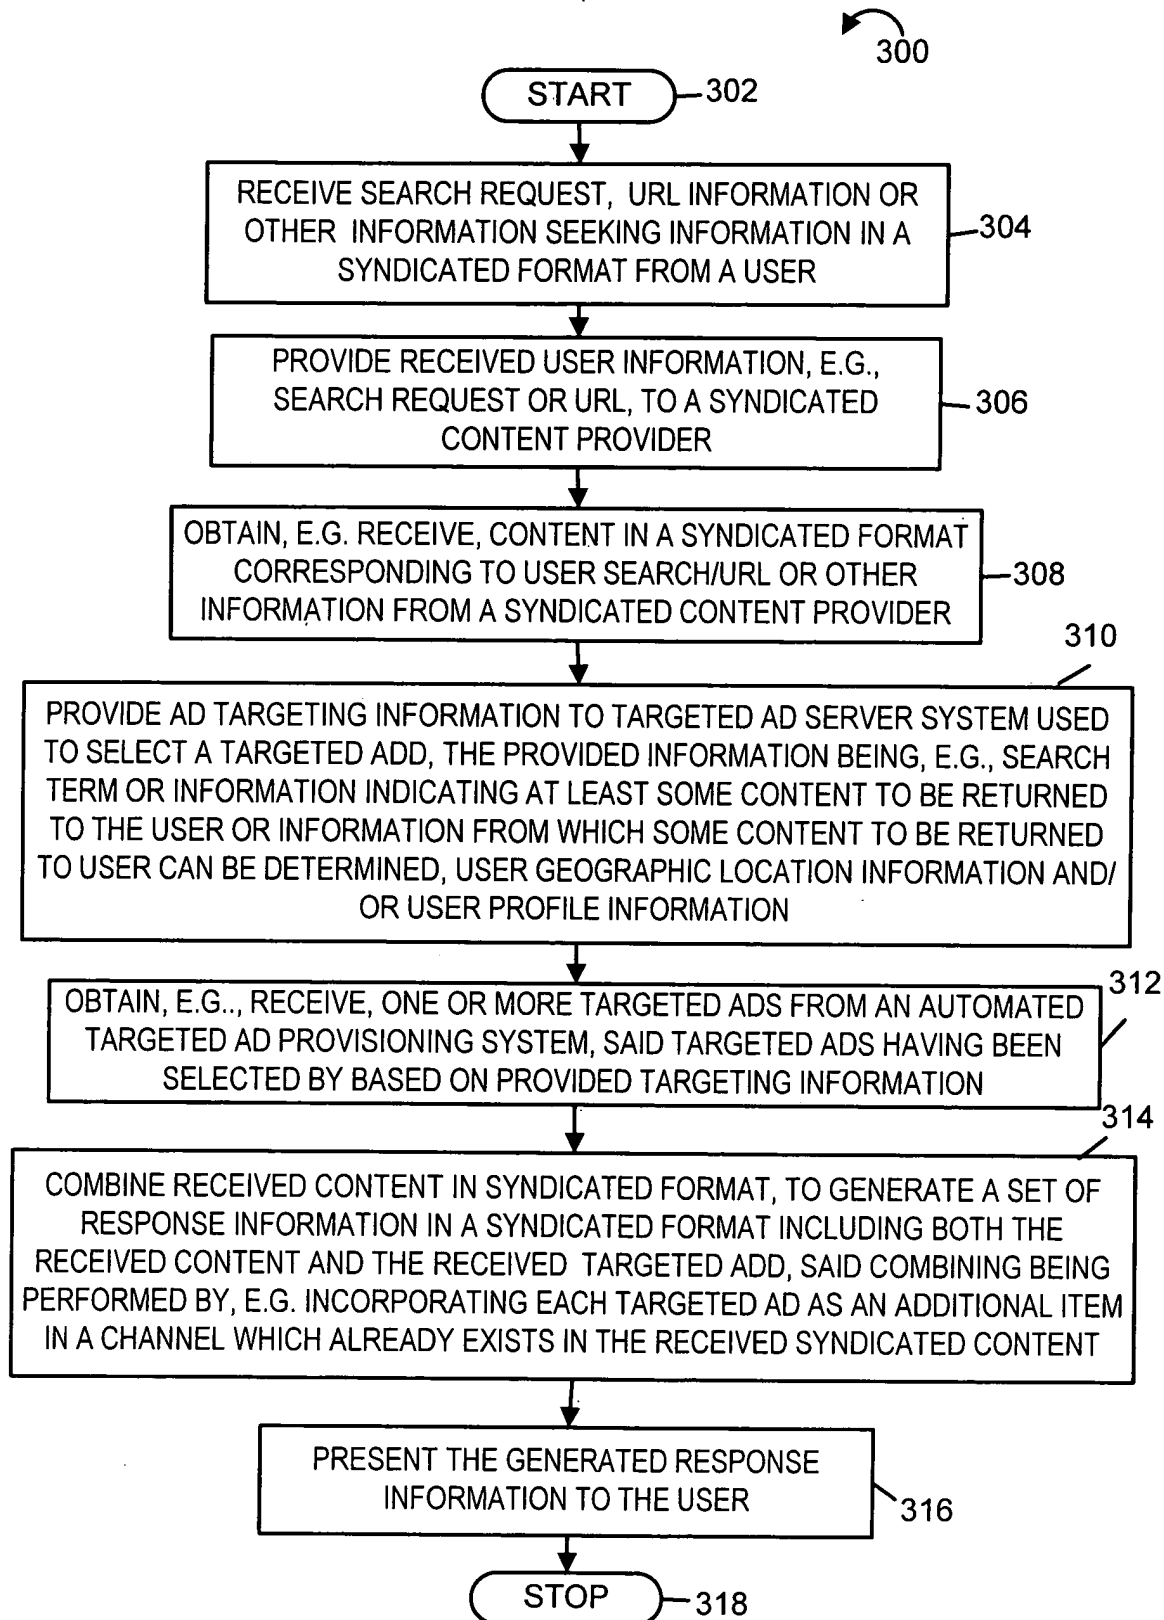 300
START
302
RECEIVE SEARCH REQUEST, URL INFORMATION OR
OTHER INFORMATION SEEKING INFORMATION IN A
SYNDICATED FORMAT FROM A USER
304
PROVIDE RECEIVED USER INFORMATION, E.G.,
SEARCH REQUEST OR URL, TO A SYNDICATED
CONTENT PROVIDER
306
OBTAIN, E.G. RECEIVE, CONTENT IN A SYNDICATED FORMAT
CORRESPONDING TO USER SEARCH/URL OR OTHER
INFORMATION FROM A SYNDICATED CONTENT PROVIDER
308
310
PROVIDE AD TARGETING INFORMATION TO TARGETED AD SERVER SYSTEM USED
TO SELECT A TARGETED ADD, THE PROVIDED INFORMATION BEING, E.G., SEARCH
TERM OR INFORMATION INDICATING AT LEAST SOME CONTENT TO BE RETURNED
TO THE USER OR INFORMATION FROM WHICH SOME CONTENT TO BE RETURNED
TO USER CAN BE DETERMINED, USER GEOGRAPHIC LOCATION INFORMATION AND/
OR USER PROFILE INFORMATION
312
OBTAIN, E.G.., RECEIVE, ONE OR MORE TARGETED ADS FROM AN AUTOMATED
TARGETED AD PROVISIONING SYSTEM, SAID TARGETED ADS HAVING BEEN
SELECTED BY BASED ON PROVIDED TARGETING INFORMATION
314
COMBINE RECEIVED CONTENT IN SYNDICATED FORMAT, TO GENERATE A SET OF
RESPONSE INFORMATION IN A SYNDICATED FORMAT INCLUDING BOTH THE
RECEIVED CONTENT AND THE RECEIVED TARGETED ADD, SAID COMBINING BEING
PERFORMED BY, E.G. INCORPORATING EACH TARGETED AD AS AN ADDITIONAL ITEM
IN A CHANNEL WHICH ALREADY EXISTS IN THE RECEIVED SYNDICATED CONTENT
PRESENT THE GENERATED RESPONSE
INFORMATION TO THE USER
316
STOP
318